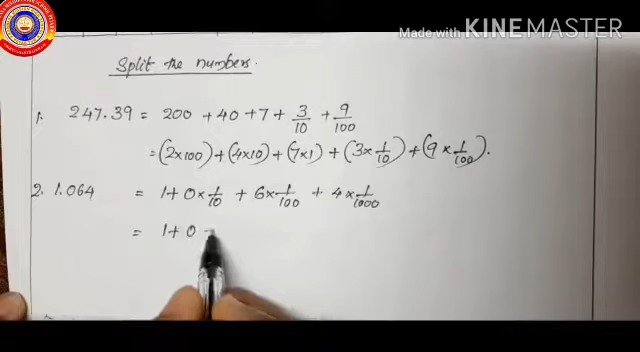 Made with KINEMASTER
Split the numbers.
1. 247.39 = 200 + 40 + 7 + 3/10 + 9/100
= (2×100) + (4×10) + (7×1) + (3×1/10) + (9×1/100).
2. 1.064 = 1 + 0×1/10 + 6×1/100 + 4×1/1000
= 1 + 0